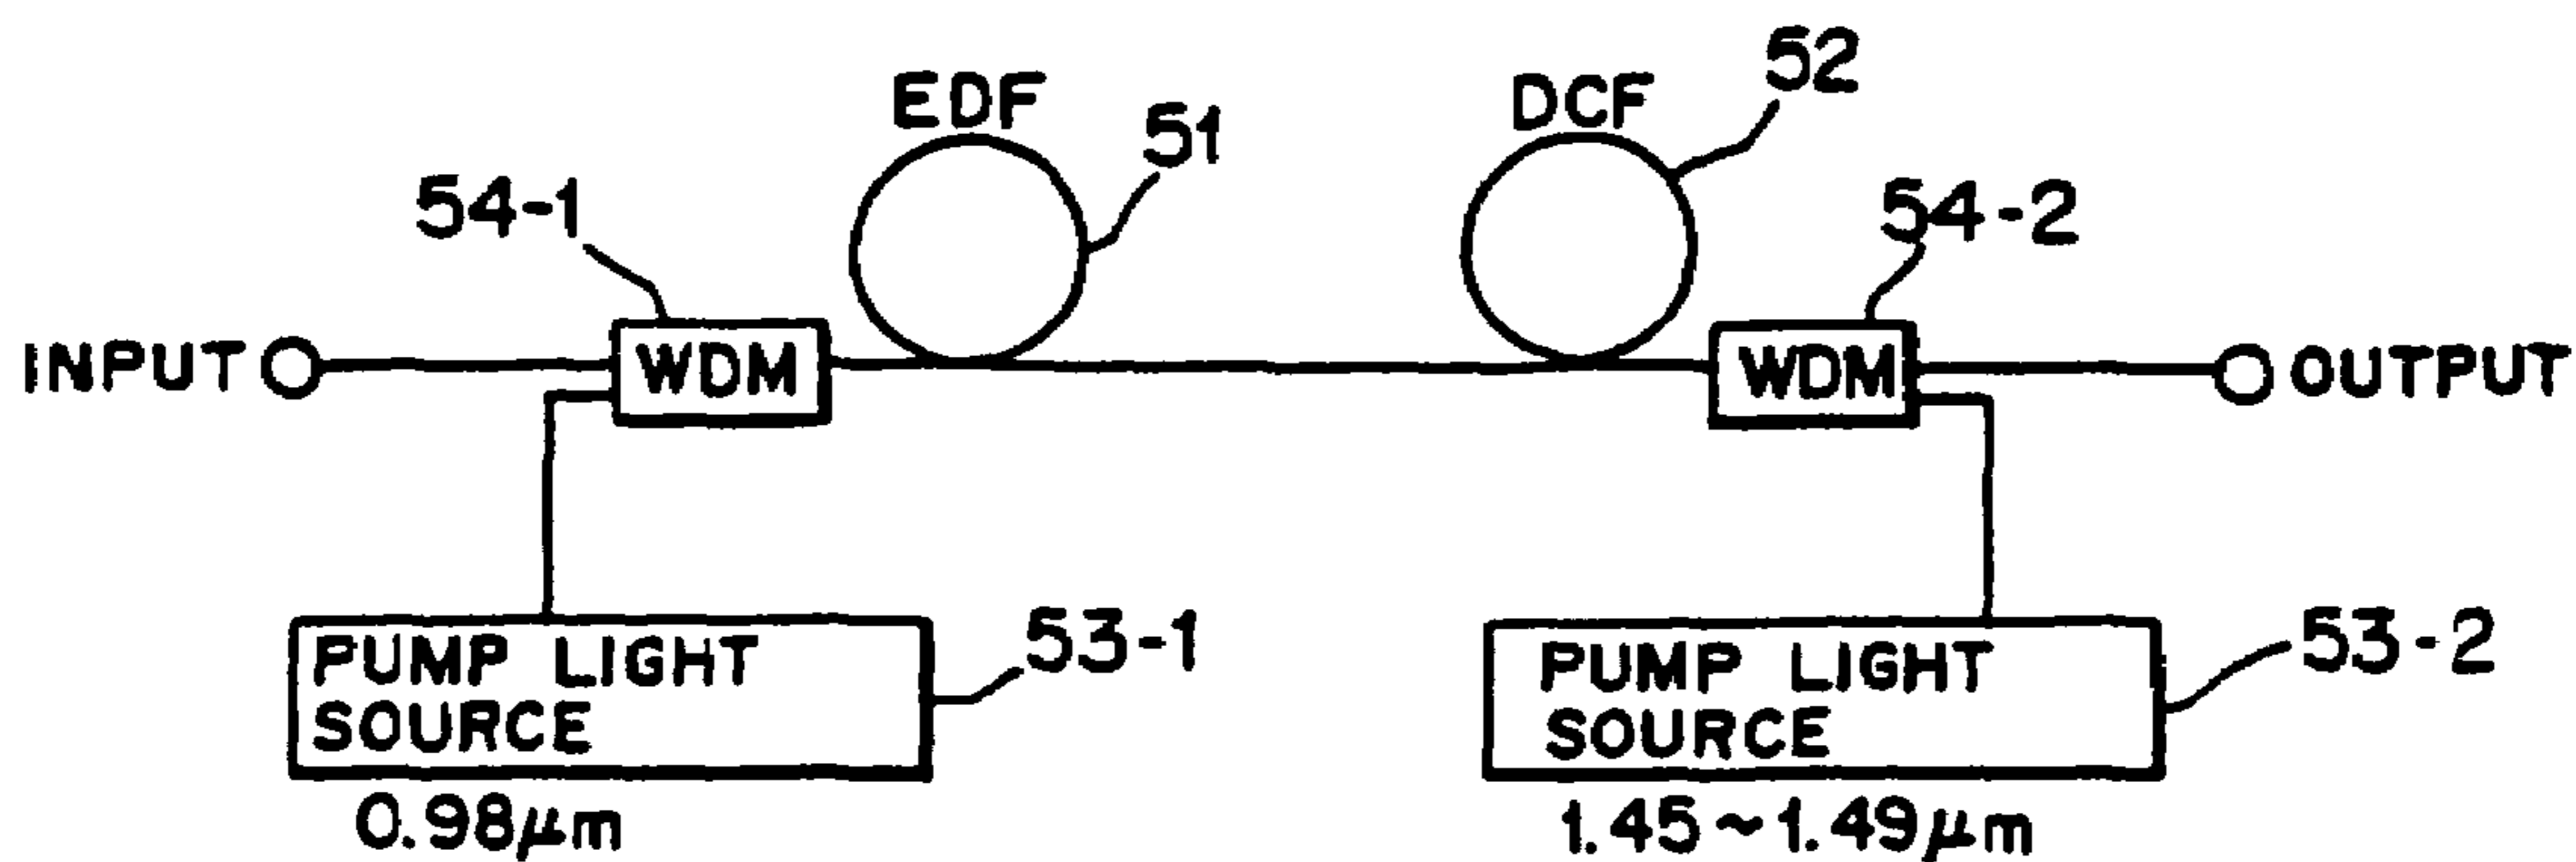 EDF
51
DCF
52
54-1
54-2
INPUT
WDM
WDM
OUTPUT
PUMP LIGHT
SOURCE
53-1
0.98μm
PUMP LIGHT
SOURCE
53-2
1.45~1.49μm